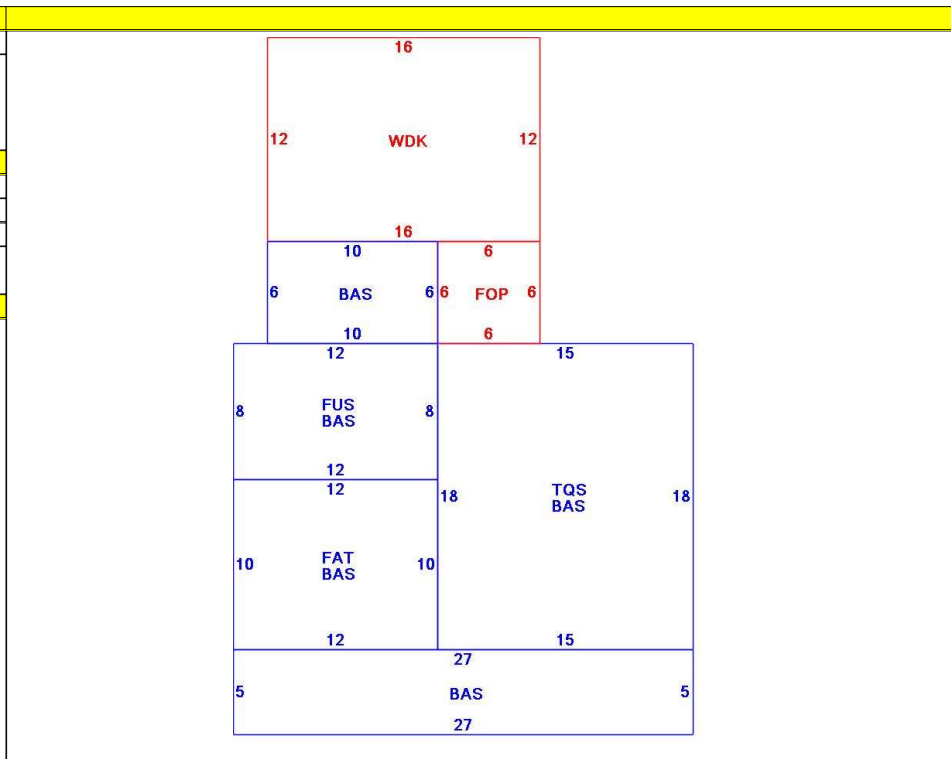 16
12 WDK 12
16
10 6
6 BAS 6 6 FOP 6
10 6
12 15
8 FUS 8
BAS
12
12
18 TQS 18
BAS
10 FAT 10
BAS
12 15
27
5 BAS 5
27